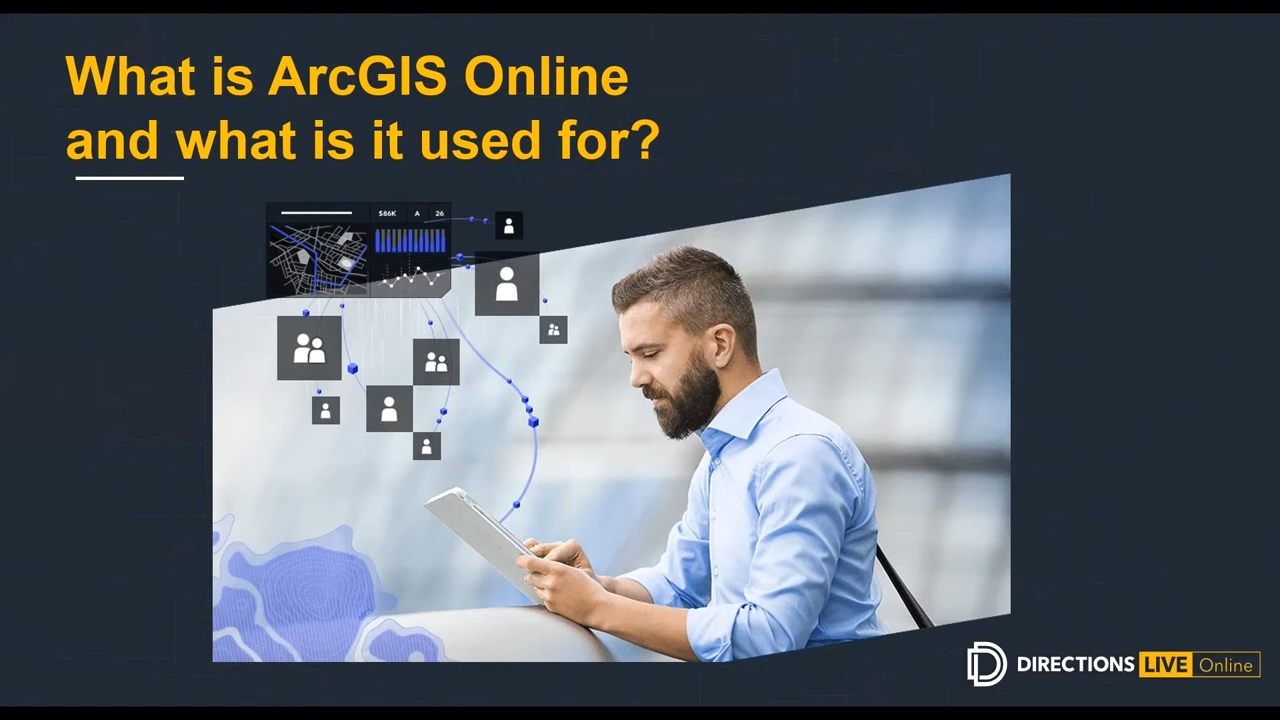 What is ArcGIS Online
and what is it used for?
$86K A 26
DIRECTIONS LIVE Online